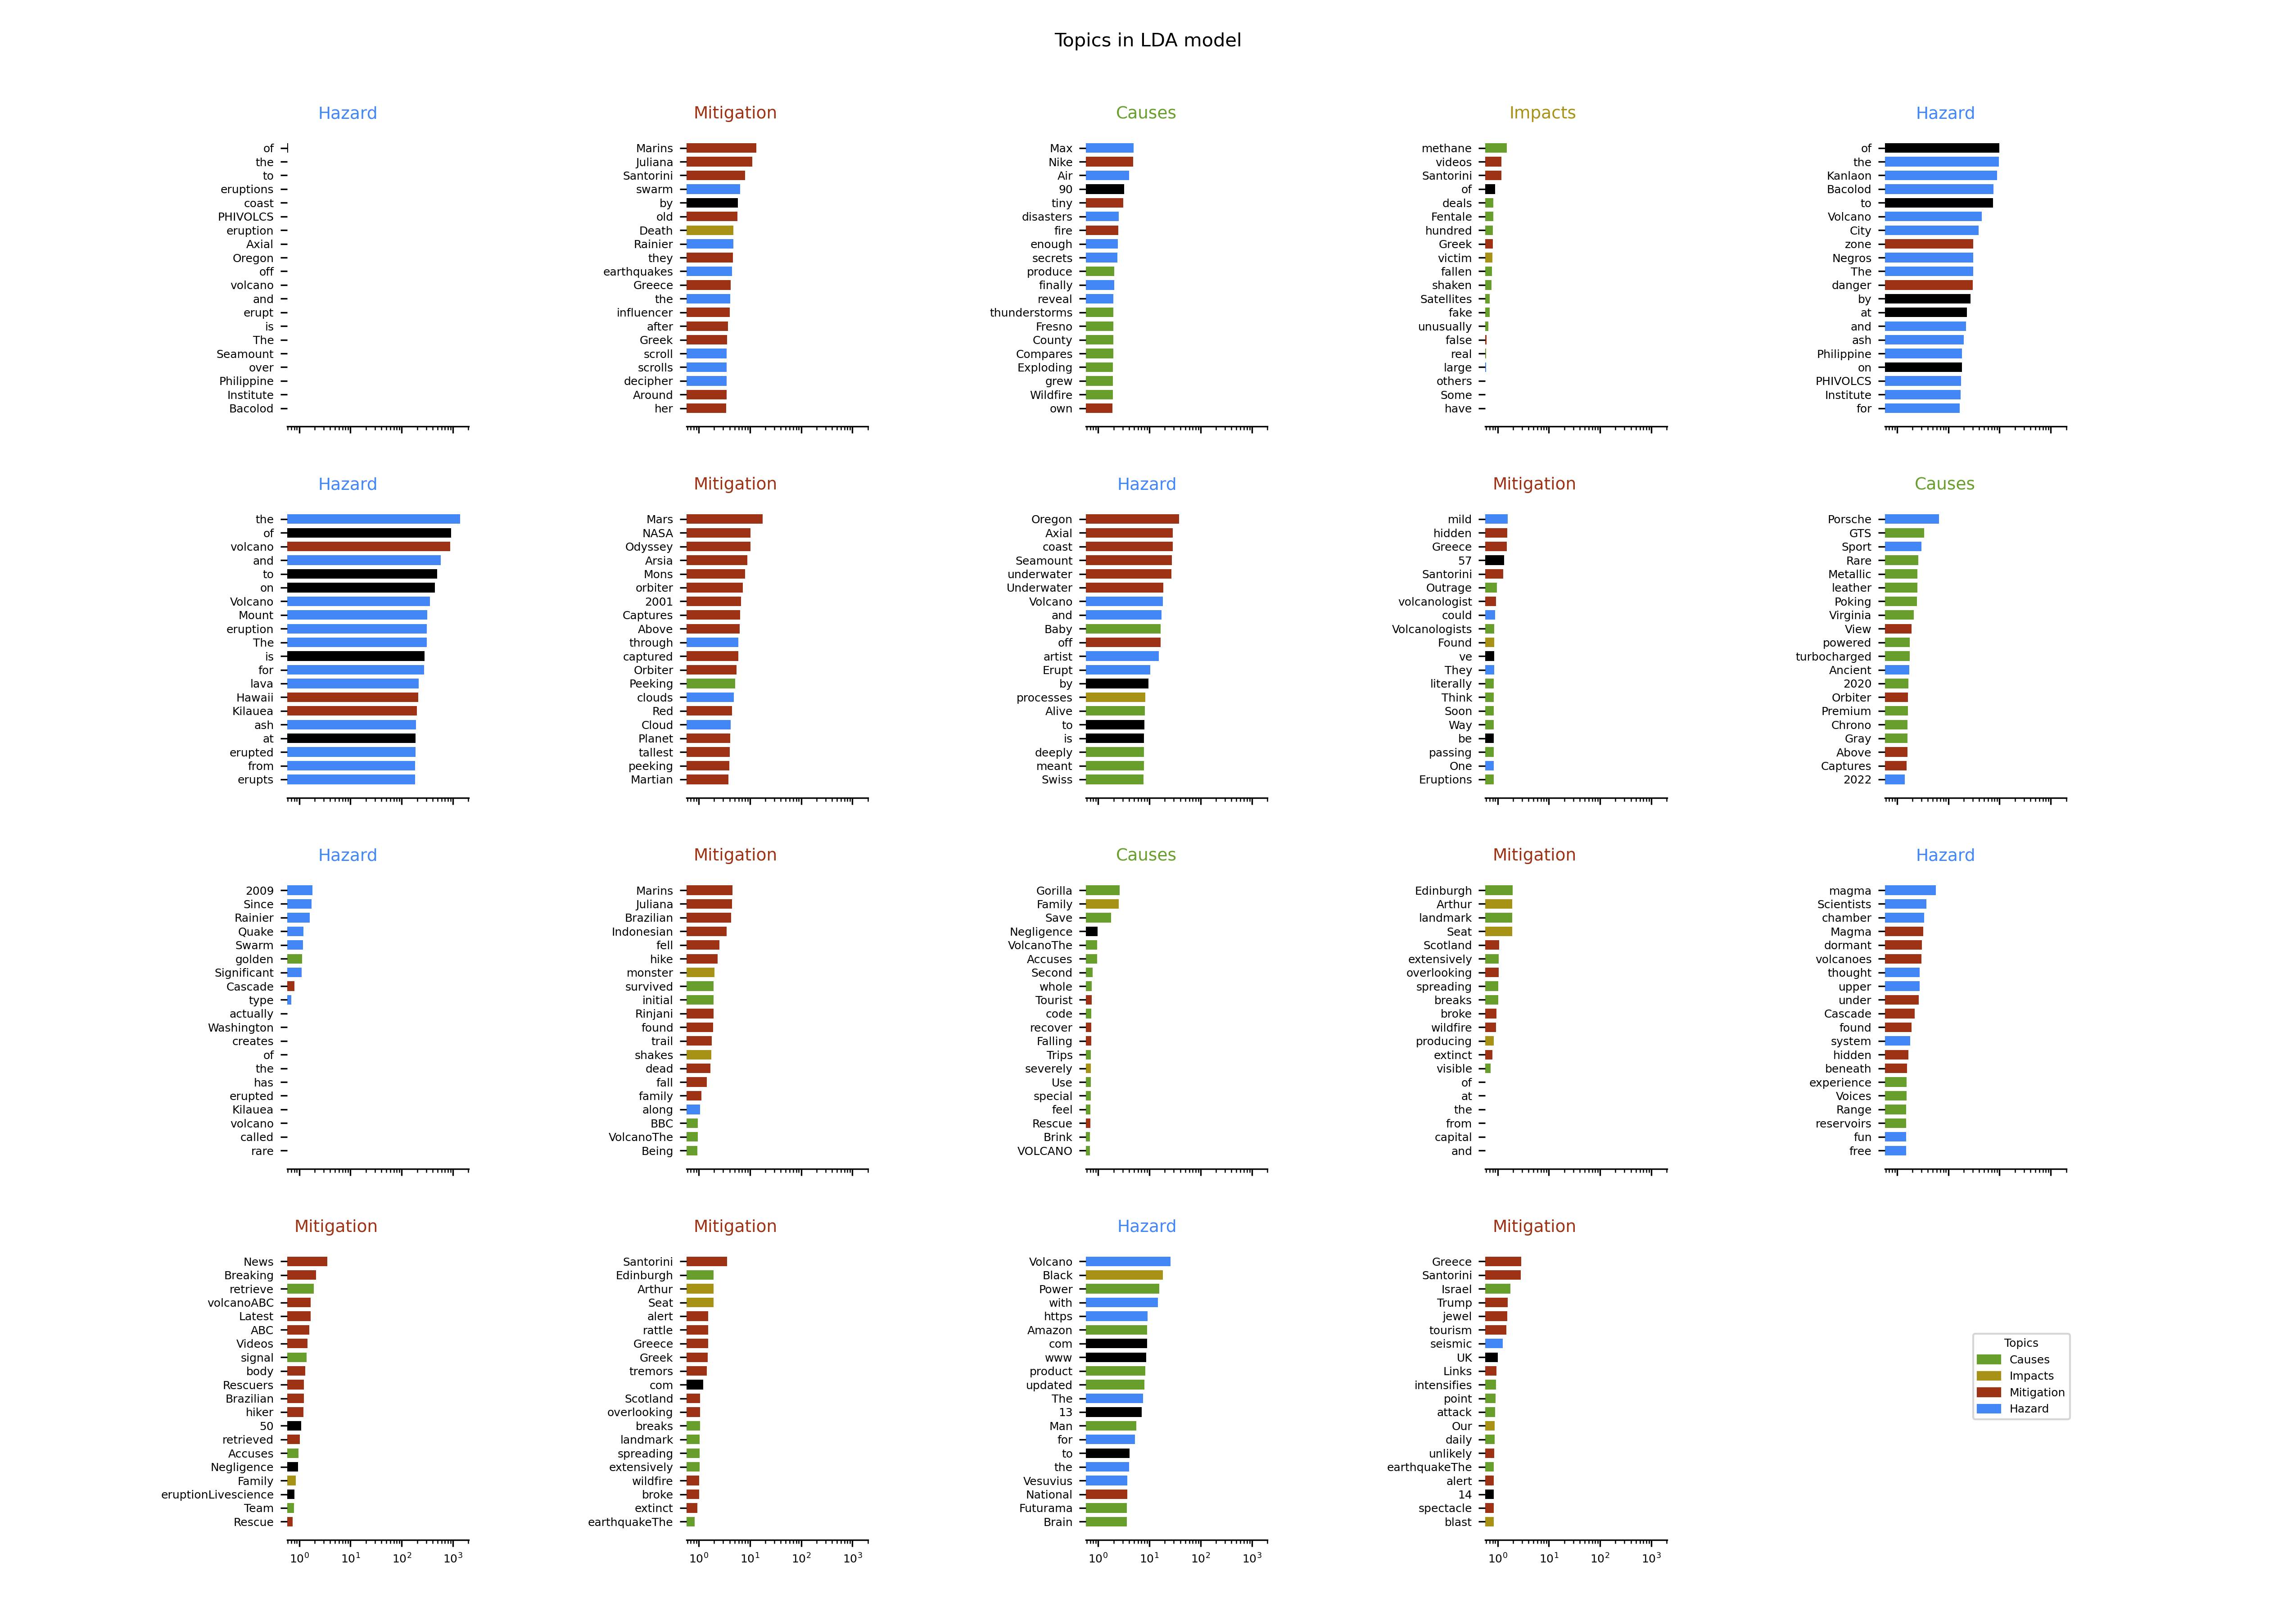 Topics in LDA model
Hazard
of
the
to
eruptions
coast
PHIVOLCS
eruption
Axial
Oregon
off
volcano
and
erupt
is
The
Seamount
over
Philippine
Institute
Bacolod
Mitigation
Marins
Juliana
Santorini
swarm
by
old
Death
Rainier
they
earthquakes
Greece
the
influencer
after
Greek
scroll
scrolls
decipher
Around
her
Causes
Max
Nike
Air
90
tiny
disasters
fire
enough
secrets
produce
finally
reveal
thunderstorms
Fresno
County
Compares
Exploding
grew
Wildfire
own
Impacts
methane
videos
Santorini
of
deals
Fentale
hundred
Greek
victim
fallen
shaken
Satellites
fake
unusually
false
real
large
others
Some
have
Hazard
of
the
Kanlaon
Bacolod
to
Volcano
City
zone
Negros
The
danger
by
at
and
ash
Philippine
on
PHIVOLCS
Institute
for
Hazard
the
of
volcano
and
to
on
Volcano
Mount
eruption
The
is
for
lava
Hawaii
Kilauea
ash
at
erupted
from
erupts
Mitigation
Mars
NASA
Odyssey
Arsia
Mons
orbiter
2001
Captures
Above
through
captured
Orbiter
Peeking
clouds
Red
Cloud
Planet
tallest
peeking
Martian
Hazard
Oregon
Axial
coast
Seamount
underwater
Underwater
Volcano
and
Baby
off
artist
Erupt
by
processes
Alive
to
is
deeply
meant
Swiss
Mitigation
mild
hidden
Greece
57
Santorini
Outrage
volcanologist
could
Volcanologists
Found
ve
They
literally
Think
Soon
Way
be
passing
One
Eruptions
Causes
Porsche
GTS
Sport
Rare
Metallic
leather
Poking
Virginia
View
powered
turbocharged
Ancient
2020
Orbiter
Premium
Chrono
Gray
Above
Captures
2022
Hazard
2009
Since
Rainier
Quake
Swarm
golden
Significant
Cascade
type
actually
Washington
creates
of
the
has
erupted
Kilauea
volcano
called
rare
Mitigation
Marins
Juliana
Brazilian
Indonesian
fell
hike
monster
survived
initial
Rinjani
found
trail
shakes
dead
fall
family
along
BBC
VolcanoThe
Being
Causes
Gorilla
Family
Save
Negligence
VolcanoThe
Accuses
Second
whole
Tourist
code
recover
Falling
Trips
severely
Use
special
feel
Rescue
Brink
VOLCANO
Mitigation
Edinburgh
Arthur
landmark
Seat
Scotland
extensively
overlooking
spreading
breaks
broke
wildfire
producing
extinct
visible
of
at
the
from
capital
and
Hazard
magma
Scientists
chamber
Magma
dormant
volcanoes
thought
upper
under
Cascade
found
system
hidden
beneath
experience
Voices
Range
reservoirs
fun
free
Mitigation
News
Breaking
retrieve
volcanoABC
Latest
ABC
Videos
signal
body
Rescuers
Brazilian
hiker
50
retrieved
Accuses
Negligence
Family
eruptionLivescience
Team
Rescue
10⁰ 10¹ 10² 10³
Mitigation
Santorini
Edinburgh
Arthur
Seat
alert
rattle
Greece
Greek
tremors
com
Scotland
overlooking
breaks
landmark
spreading
extensively
wildfire
broke
extinct
earthquakeThe
10⁰ 10¹ 10² 10³
Hazard
Volcano
Black
Power
with
https
Amazon
com
www
product
updated
The
13
Man
for
to
the
Vesuvius
National
Futurama
Brain
10⁰ 10¹ 10² 10³
Mitigation
Greece
Santorini
Israel
Trump
jewel
tourism
seismic
UK
Links
intensifies
point
attack
Our
daily
unlikely
earthquakeThe
alert
14
spectacle
blast
10⁰ 10¹ 10² 10³
Topics
Causes
Impacts
Mitigation
Hazard